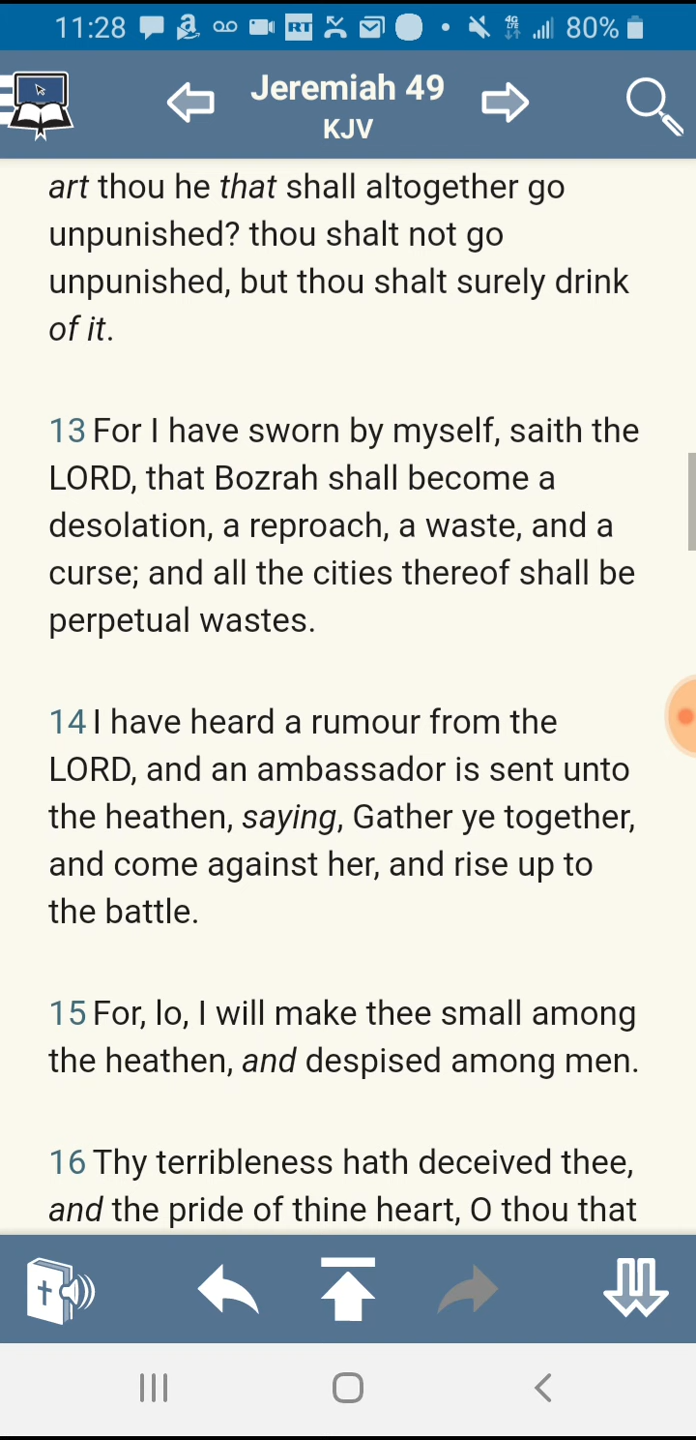 11:28 80%
Jeremiah 49
KJV
art thou he that shall altogether go
unpunished? thou shalt not go
unpunished, but thou shalt surely drink
of it.
13 For I have sworn by myself, saith the
LORD, that Bozrah shall become a
desolation, a reproach, a waste, and a
curse; and all the cities thereof shall be
perpetual wastes.
14 I have heard a rumour from the
LORD, and an ambassador is sent unto
the heathen, saying, Gather ye together,
and come against her, and rise up to
the battle.
15 For, lo, I will make thee small among
the heathen, and despised among men.
16 Thy terribleness hath deceived thee,
and the pride of thine heart, O thou that